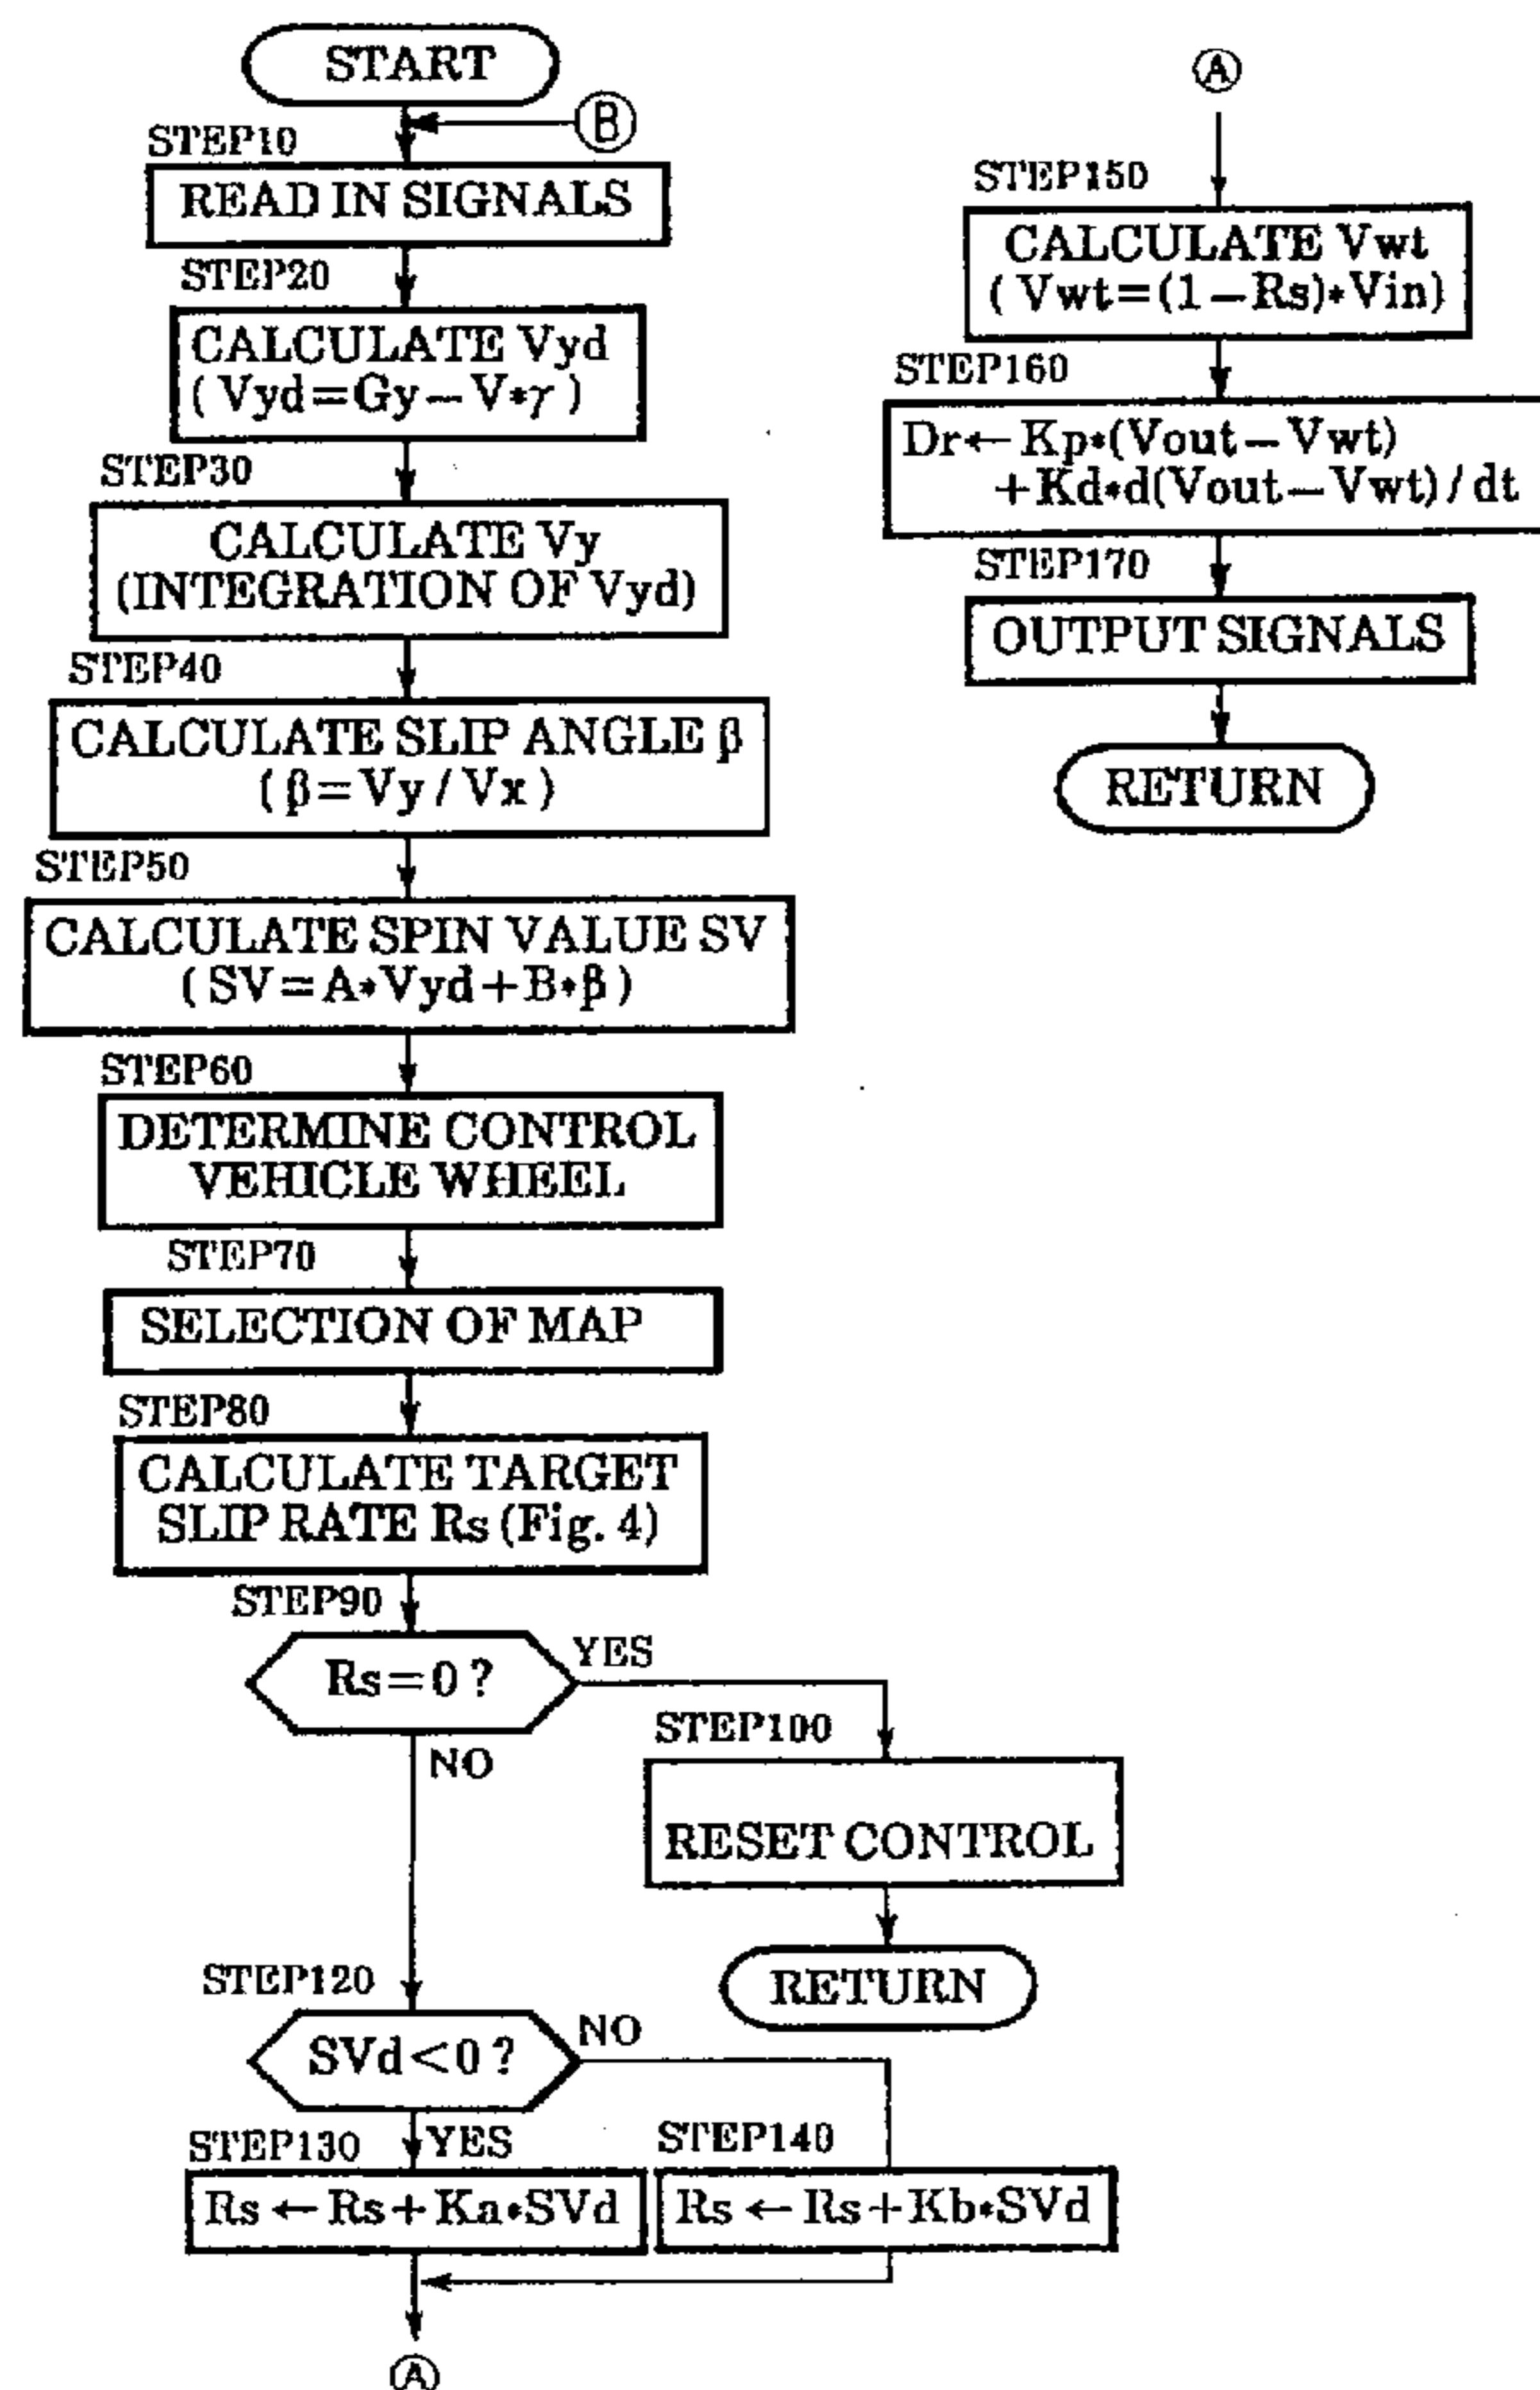 START
Ⓑ
STEP10
READ IN SIGNALS
STEP20
CALCULATE Vyd
(Vyd=Gy−V*γ)
STEP30
CALCULATE Vy
(INTEGRATION OF Vyd)
STEP40
CALCULATE SLIP ANGLE β
(β=Vy/Vx)
STEP50
CALCULATE SPIN VALUE SV
(SV=A*Vyd+B*β)
STEP60
DETERMINE CONTROL
VEHICLE WHEEL
STEP70
SELECTION OF MAP
STEP80
CALCULATE TARGET
SLIP RATE Rs (Fig. 4)
STEP90
Rs=0?
YES
NO
STEP100
RESET CONTROL
RETURN
STEP120
SVd<0?
NO
YES
STEP130
Rs←Rs+Ka*SVd
STEP140
Rs←Rs+Kb*SVd
Ⓐ
Ⓐ
STEP150
CALCULATE Vwt
(Vwt=(1−Rs)*Vin)
STEP160
Dr←Kp*(Vout−Vwt)
+Kd*d(Vout−Vwt)/dt
STEP170
OUTPUT SIGNALS
RETURN